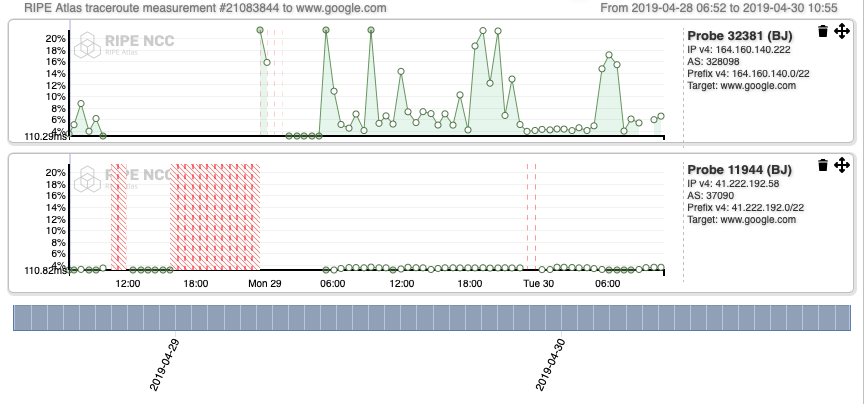 RIPE Atlas traceroute measurement #21083844 to www.google.com
From 2019-04-28 06:52 to 2019-04-30 10:55
RIPE NCC
RIPE Atlas
20%
18%
16%
14%
12%
10%
8%
6%
4%
110.29ms
Probe 32381 (BJ)
IP v4: 164.160.140.222
AS: 328098
Prefix v4: 164.160.140.0/22
Target: www.google.com
RIPE NCC
RIPE Atlas
20%
18%
16%
14%
12%
10%
8%
6%
4%
110.82ms
12:00 18:00 Mon 29 06:00 12:00 18:00 Tue 30 06:00
Probe 11944 (BJ)
IP v4: 41.222.192.58
AS: 37090
Prefix v4: 41.222.192.0/22
Target: www.google.com
2019-04-29
2019-04-30